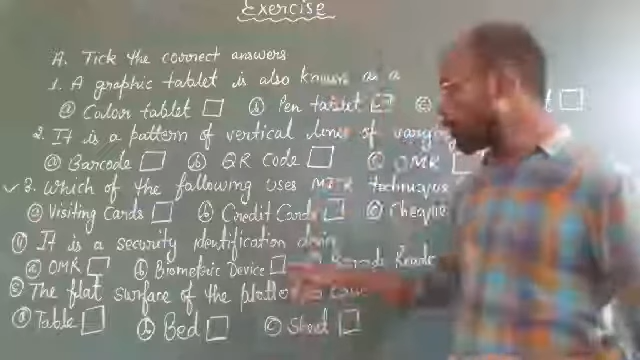 Exercise
A. Tick the correct answers
1. A graphic tablet is also known as a
ⓐ Colour tablet ⓑ Pen tablet ⓒ
2. It is a pattern of vertical lines of varying
ⓐ Barcode ⓑ QR Code ⓒ OMR
3. Which of the following uses technique
ⓐ Visiting Cards ⓑ Credit Cards ⓒ Cheque
④ It is a security identification
ⓐ OMR ⓑ Biometric Device
⑤ The flat surface of the
ⓐ Table ⓑ Bed ⓒ Sheet